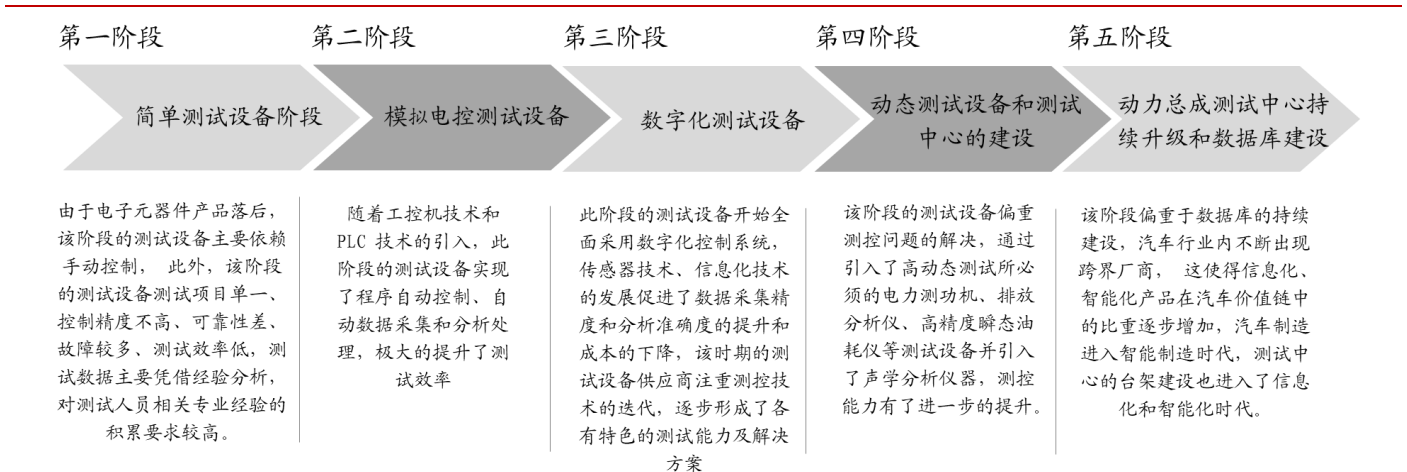 第一阶段
简单测试设备阶段
由于电子元器件产品落后，
该阶段的测试设备主要依赖
手动控制， 此外，该阶段
的测试设备测试项目单一、
控制精度不高、可靠性差、
故障较多、测试效率低，测
试数据主要凭借经验分析，
对测试人员相关专业经验的
积累要求较高。
第二阶段
模拟电控测试设备
随着工控机技术和
PLC 技术的引入，此
阶段的测试设备实现
了程序自动控制、自
动数据采集和分析处
理，极大的提升了测
试效率
第三阶段
数字化测试设备
此阶段的测试设备开始全
面采用数字化控制系统，
传感器技术、信息化技术
的发展促进了数据采集精
度和分析准确度的提升和
成本的下降，该时期的测
试设备供应商注重测控技
术的迭代，逐步形成了各
有特色的测试能力及解决
方案
第四阶段
动态测试设备和测试
中心的建设
该阶段的测试设备偏重
测控问题的解决，通过
引入了高动态测试所必
须的电力测功机、排放
分析仪、高精度瞬态油
耗仪等测试设备并引入
了声学分析仪器，测控
能力有了进一步的提升。
第五阶段
动力总成测试中心持
续升级和数据库建设
该阶段偏重于数据库的持续
建设，汽车行业内不断出现
跨界厂商， 这使得信息化、
智能化产品在汽车价值链中
的比重逐步增加，汽车制造
进入智能制造时代，测试中
心的台架建设也进入了信息
化和智能化时代。